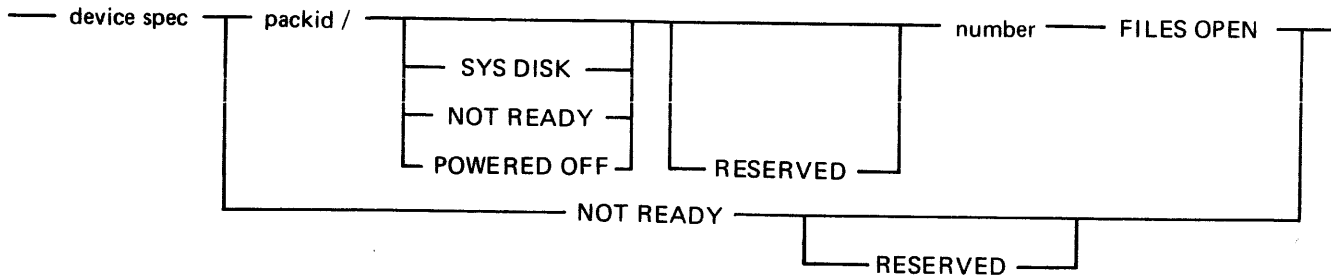 device spec packid / number FILES OPEN
SYS DISK
NOT READY
POWERED OFF RESERVED
NOT READY
RESERVED